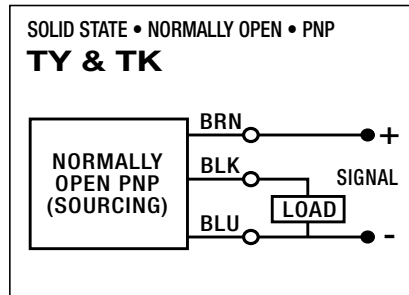 SOLID STATE • NORMALLY OPEN • PNP
TY & TK
NORMALLY
OPEN PNP
(SOURCING)
BRN
+
BLK
SIGNAL
LOAD
BLU
-